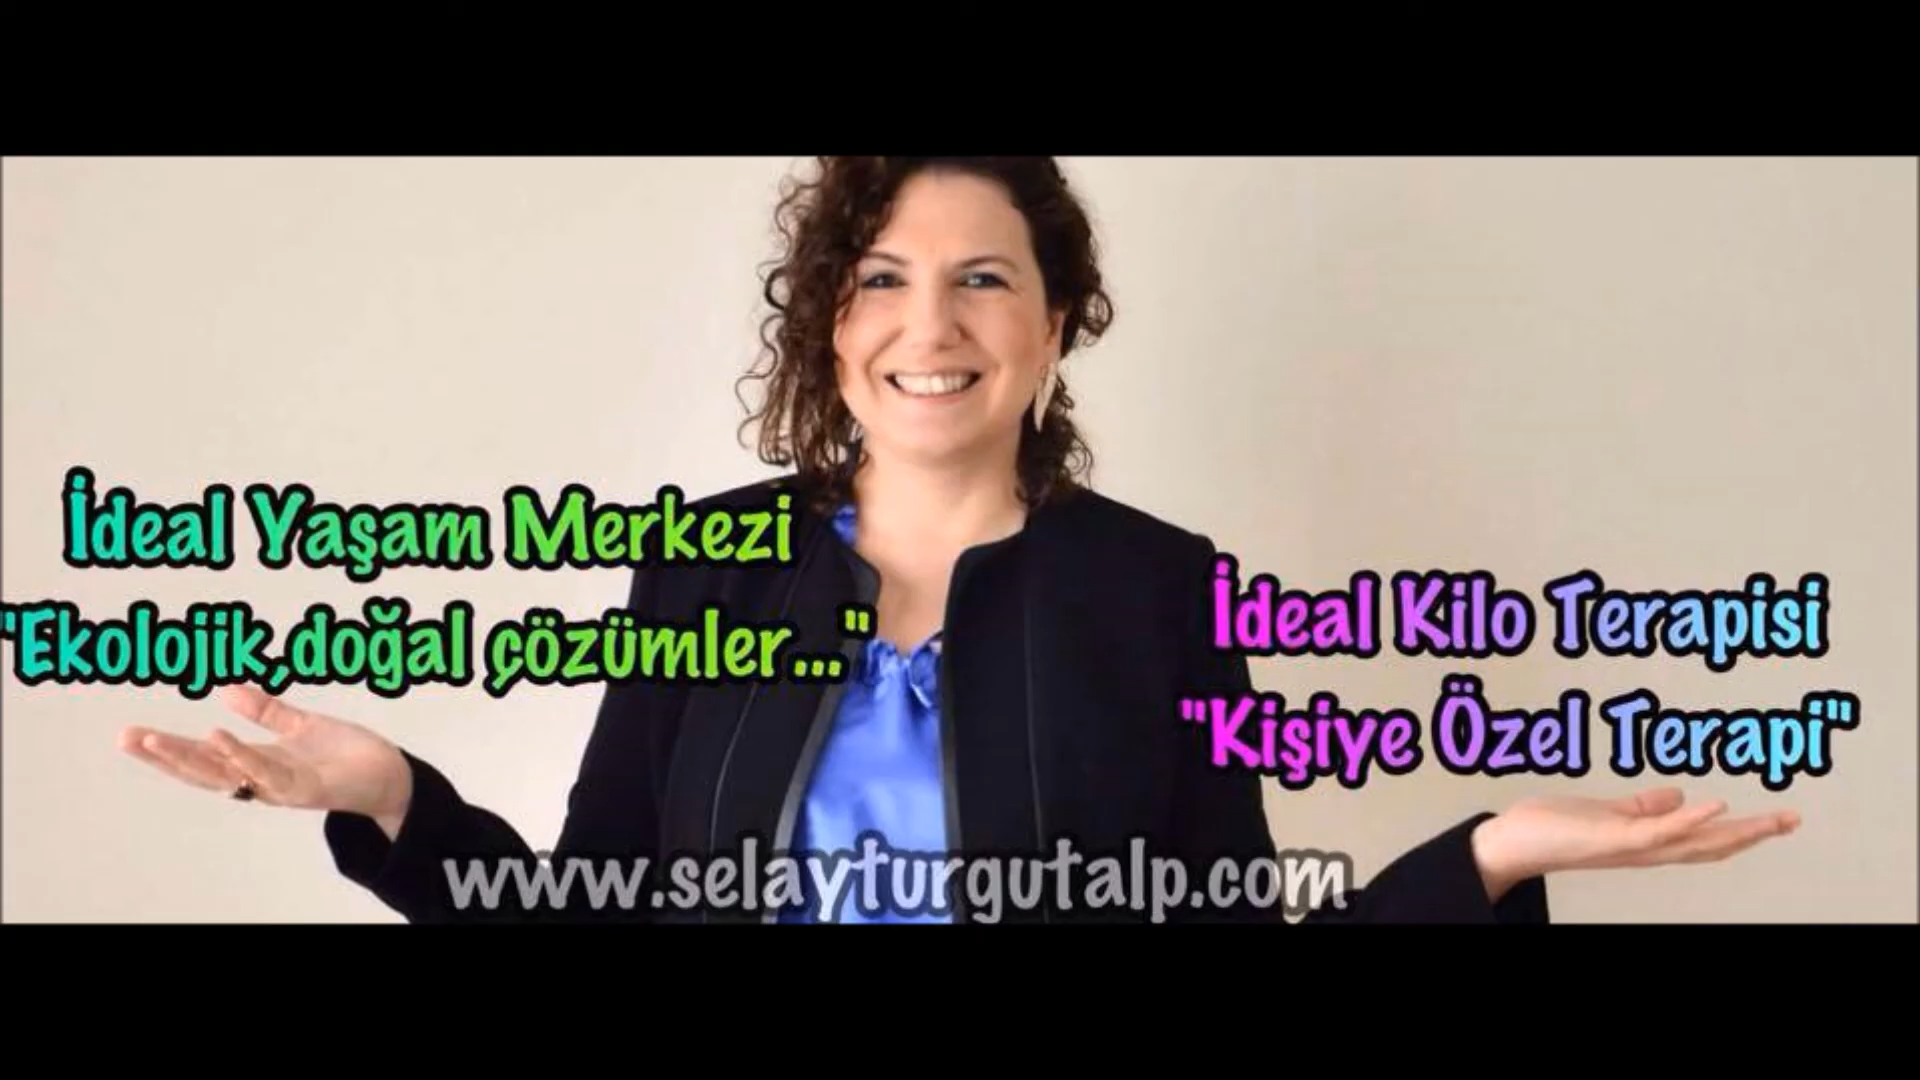 İdeal Yaşam Merkezi
"Ekolojik,doğal çözümler..."
İdeal Kilo Terapisi
"Kişiye Özel Terapi"
www.selayturgutalp.com